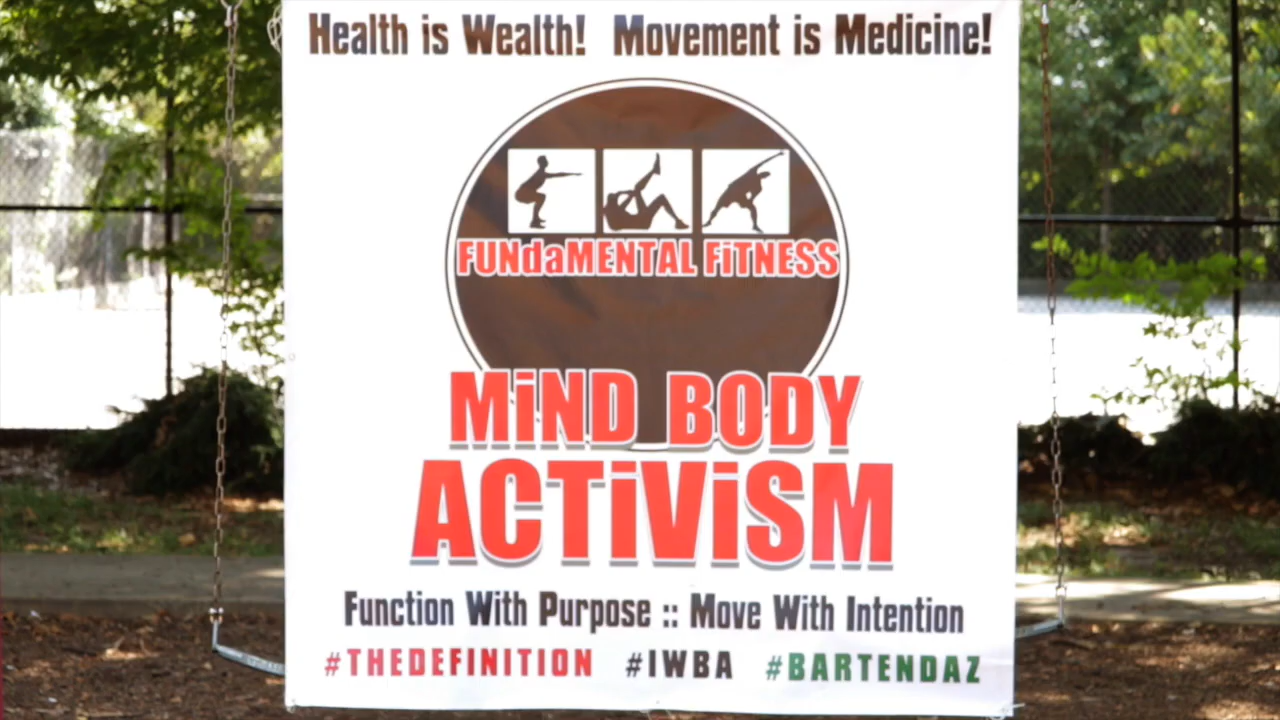 Health is Wealth! Movement is Medicine!
FUNdaMENTAL FiTNESS
MiND BODY
ACTiViSM
Function With Purpose :: Move With Intention
#THEDEFINITION #IWBA #BARTENDAZ